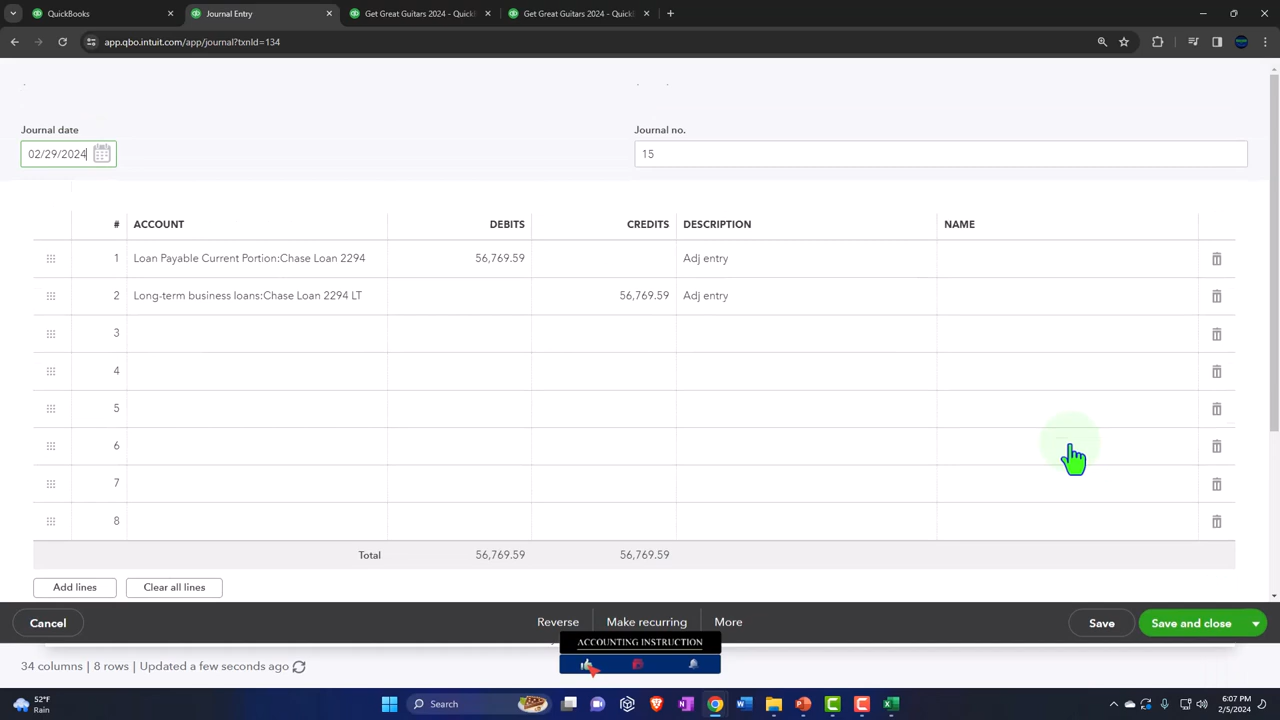 QuickBooks
Journal Entry
Get Great Guitars 2024 - QuickB
Get Great Guitars 2024 - QuickB
app.qbo.intuit.com/app/journal?txnId=134
Journal date
Journal no.
02/29/2024
15
# ACCOUNT DEBITS CREDITS DESCRIPTION NAME
1 Loan Payable Current Portion:Chase Loan 2294 56,769.59 Adj entry
2 Long-term business loans:Chase Loan 2294 LT 56,769.59 Adj entry
3
4
5
6
7
8
Total 56,769.59 56,769.59
Add lines Clear all lines
Cancel Reverse Make recurring More Save Save and close
ACCOUNTING INSTRUCTION
34 columns | 8 rows | Updated a few seconds ago
52°F
Rain
Search
6:07 PM
2/5/2024